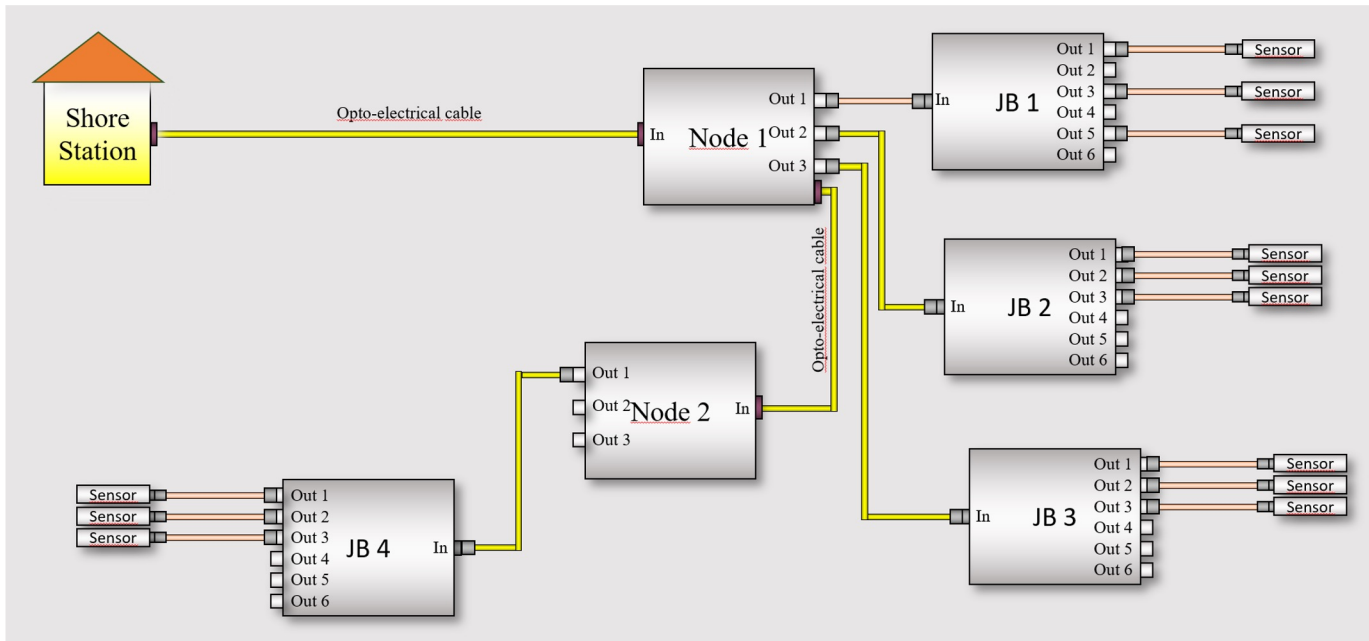 Shore
Station
Opto-electrical cable
In
Node 1
Out 1
Out 2
Out 3
Opto-electrical cable
In
JB 1
Out 1
Out 2
Out 3
Out 4
Out 5
Out 6
Sensor
Sensor
Sensor
In
JB 2
Out 1
Out 2
Out 3
Out 4
Out 5
Out 6
Sensor
Sensor
Sensor
Out 1
Out 2
Out 3
Node 2
In
In
JB 3
Out 1
Out 2
Out 3
Out 4
Out 5
Out 6
Sensor
Sensor
Sensor
Sensor
Sensor
Sensor
Out 1
Out 2
Out 3
Out 4
Out 5
Out 6
JB 4
In